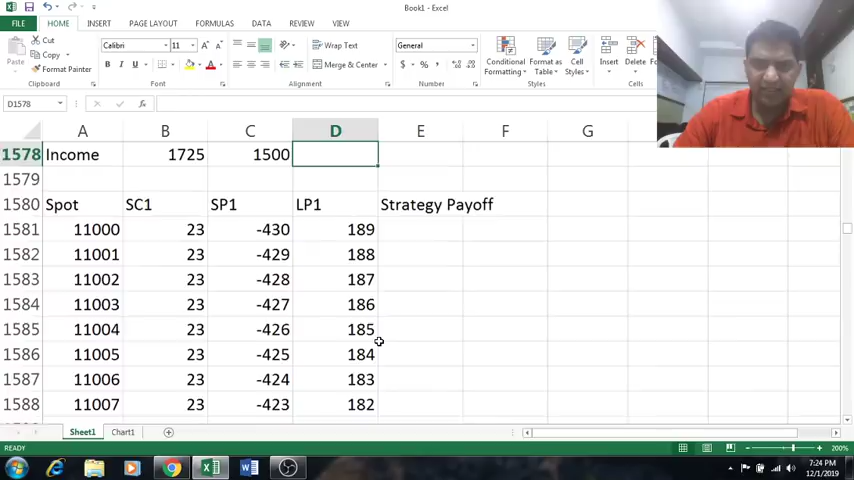 Book1 - Excel
FILE HOME INSERT PAGE LAYOUT FORMULAS DATA REVIEW VIEW
Cut
Copy
Format Painter
Paste
Clipboard
Calibri 11
B I U
Font
Wrap Text
Merge & Center
Alignment
General
$ % ,
Number
Conditional Formatting
Format as Table
Cell Styles
Styles
Insert Delete
D1578
A B C D E F G
1578 Income 1725 1500
1579
1580 Spot SC1 SP1 LP1 Strategy Payoff
1581 11000 23 -430 189
1582 11001 23 -429 188
1583 11002 23 -428 187
1584 11003 23 -427 186
1585 11004 23 -426 185
1586 11005 23 -425 184
1587 11006 23 -424 183
1588 11007 23 -423 182
Sheet1 Chart1
READY 200%
7:24 PM
12/1/2019